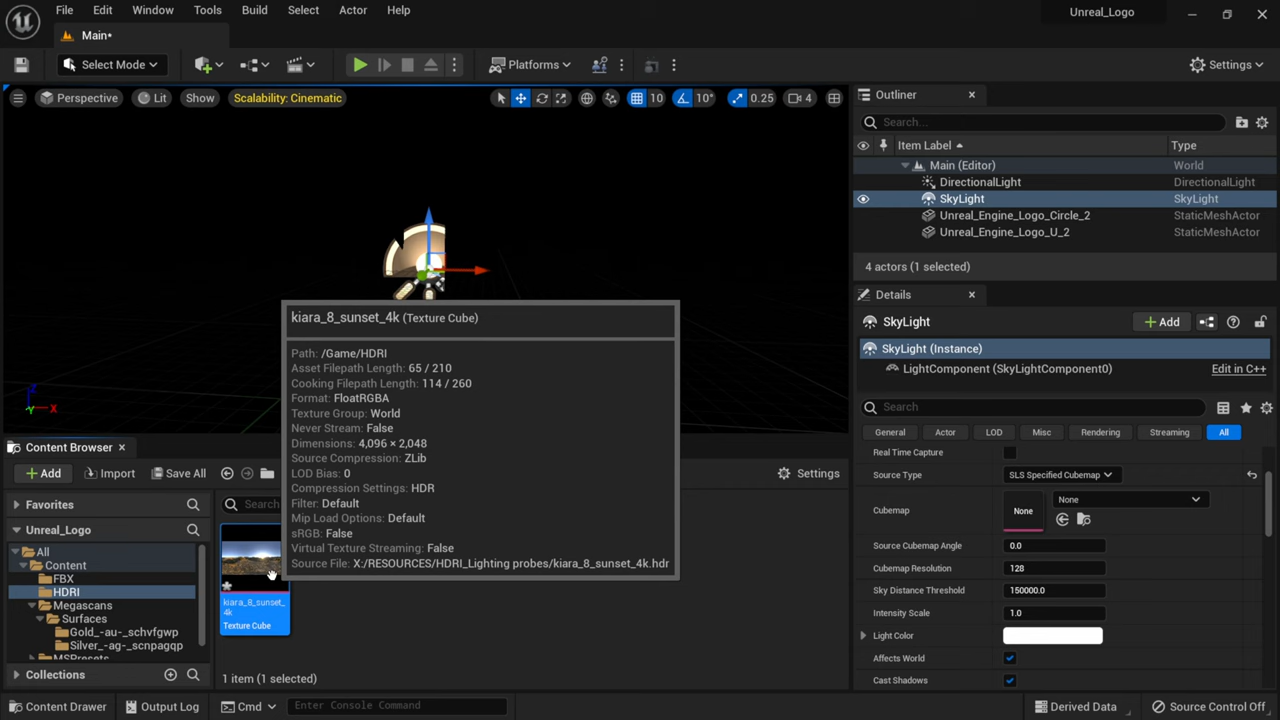 File Edit Window Tools Build Select Actor Help
Unreal_Logo
Main*
Select Mode
Platforms
Settings
Perspective Lit Show Scalability: Cinematic
10 10° 0.25 4
Outliner
Search...
Item Label Type
Main (Editor) World
DirectionalLight DirectionalLight
SkyLight SkyLight
Unreal_Engine_Logo_Circle_2 StaticMeshActor
Unreal_Engine_Logo_U_2 StaticMeshActor
4 actors (1 selected)
Details
SkyLight
Add
SkyLight (Instance)
LightComponent (SkyLightComponent0) Edit in C++
Search
General Actor LOD Misc Rendering Streaming All
Real Time Capture
Source Type SLS Specified Cubemap
Cubemap None None
Source Cubemap Angle 0.0
Cubemap Resolution 128
Sky Distance Threshold 150000.0
Intensity Scale 1.0
Light Color
Affects World
Cast Shadows
kiara_8_sunset_4k (Texture Cube)
Path: /Game/HDRI
Asset Filepath Length: 65 / 210
Cooking Filepath Length: 114 / 260
Format: FloatRGBA
Texture Group: World
Never Stream: False
Dimensions: 4,096 × 2,048
Source Compression: ZLib
LOD Bias: 0
Compression Settings: HDR
Filter: Default
Mip Load Options: Default
sRGB: False
Virtual Texture Streaming: False
Source File: X:/RESOURCES/HDRI_Lighting probes/kiara_8_sunset_4k.hdr
Z
X
Y
Content Browser
Add Import Save All
Settings
Favorites
Search
Unreal_Logo
All
Content
FBX
HDRI
Megascans
Surfaces
Gold_-au-_schvfgwp
Silver_-ag-_scnpagqp
MSPresets
Collections
kiara_8_sunset_
4k
Texture Cube
1 item (1 selected)
Content Drawer Output Log Cmd Enter Console Command Derived Data Source Control Off